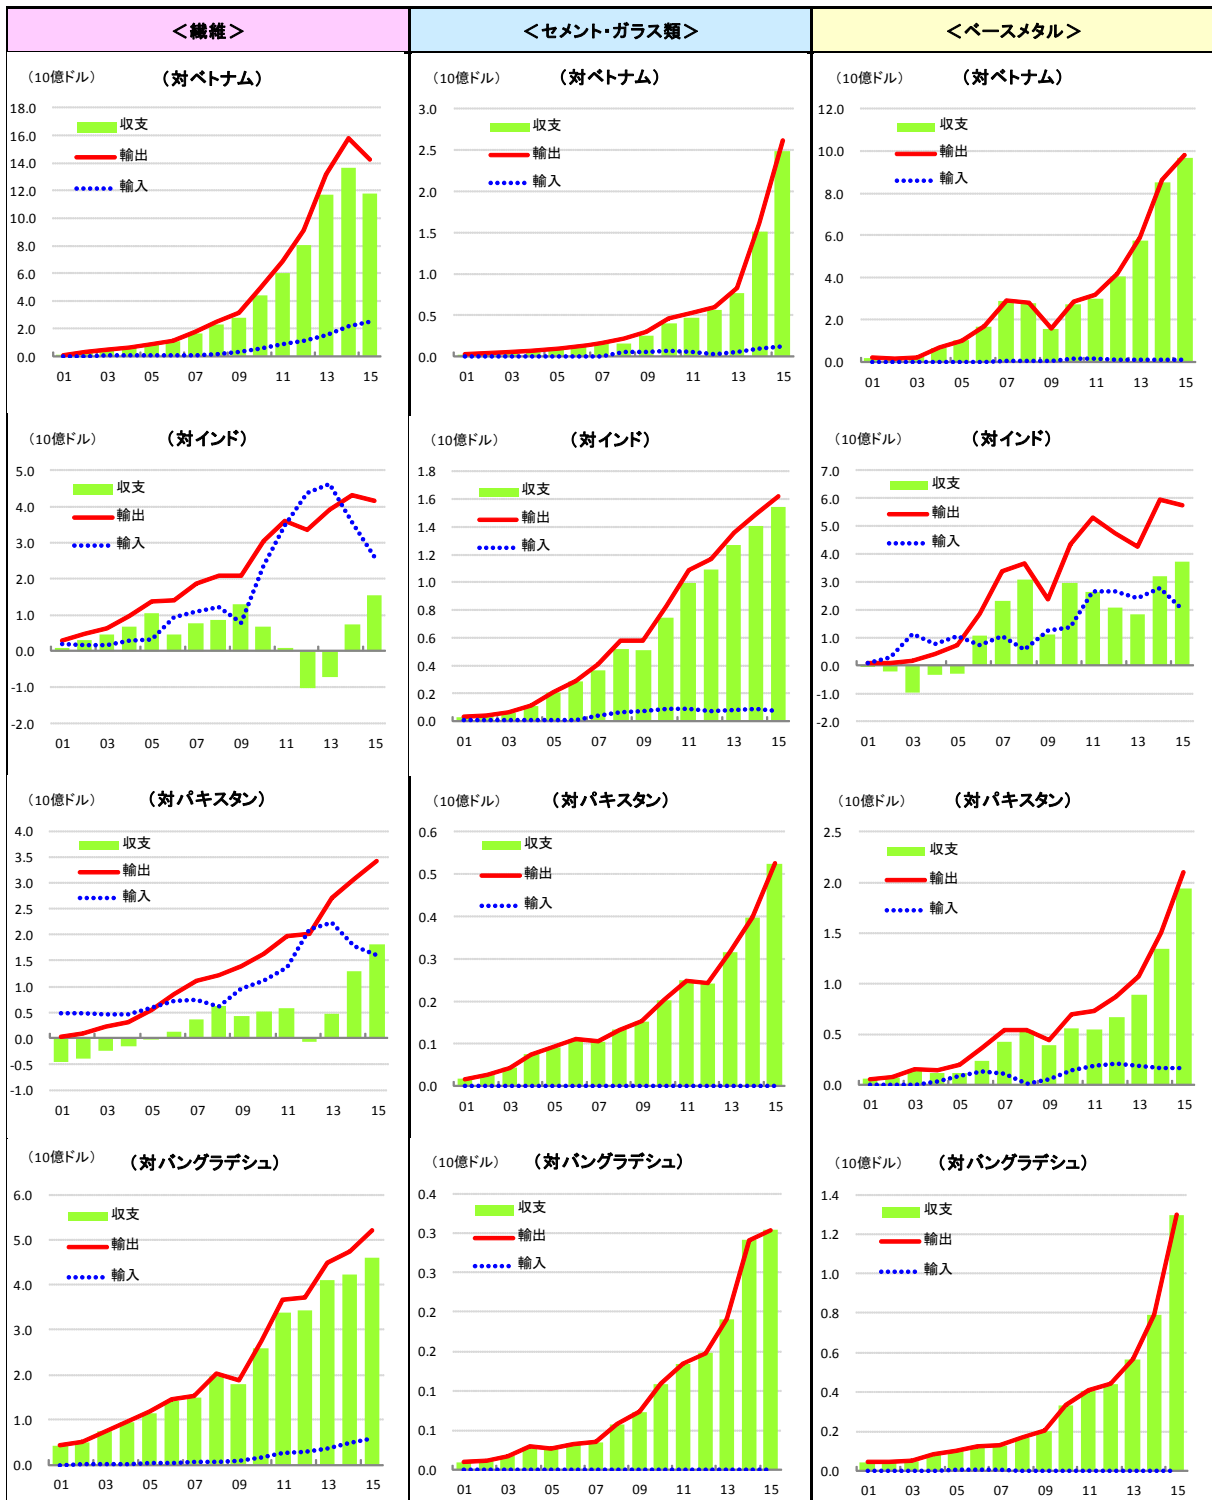 ＜繊維＞
＜セメント・ガラス類＞
＜ベースメタル＞
（10億ドル）
（対ベトナム）
18.0
16.0
14.0
12.0
10.0
8.0
6.0
4.0
2.0
0.0
収支
輸出
輸入
01 03 05 07 09 11 13 15
（10億ドル）
（対ベトナム）
3.0
2.5
2.0
1.5
1.0
0.5
0.0
収支
輸出
輸入
01 03 05 07 09 11 13 15
（10億ドル）
（対ベトナム）
12.0
10.0
8.0
6.0
4.0
2.0
0.0
収支
輸出
輸入
01 03 05 07 09 11 13 15
（10億ドル）
（対インド）
5.0
4.0
3.0
2.0
1.0
0.0
-1.0
-2.0
収支
輸出
輸入
01 03 05 07 09 11 13 15
（10億ドル）
（対インド）
1.8
1.6
1.4
1.2
1.0
0.8
0.6
0.4
0.2
0.0
収支
輸出
輸入
01 03 05 07 09 11 13 15
（10億ドル）
（対インド）
7.0
6.0
5.0
4.0
3.0
2.0
1.0
0.0
-1.0
-2.0
収支
輸出
輸入
01 03 05 07 09 11 13 15
（10億ドル）
（対パキスタン）
4.0
3.5
3.0
2.5
2.0
1.5
1.0
0.5
0.0
-0.5
-1.0
収支
輸出
輸入
01 03 05 07 09 11 13 15
（10億ドル）
（対パキスタン）
0.6
0.5
0.4
0.3
0.2
0.1
0.0
収支
輸出
輸入
01 03 05 07 09 11 13 15
（10億ドル）
（対パキスタン）
2.5
2.0
1.5
1.0
0.5
0.0
収支
輸出
輸入
01 03 05 07 09 11 13 15
（10億ドル）
（対バングラデシュ）
6.0
5.0
4.0
3.0
2.0
1.0
0.0
収支
輸出
輸入
01 03 05 07 09 11 13 15
（10億ドル）
（対バングラデシュ）
0.4
0.3
0.3
0.2
0.2
0.1
0.1
0.0
収支
輸出
輸入
01 03 05 07 09 11 13 15
（10億ドル）
（対バングラデシュ）
1.4
1.2
1.0
0.8
0.6
0.4
0.2
0.0
収支
輸出
輸入
01 03 05 07 09 11 13 15